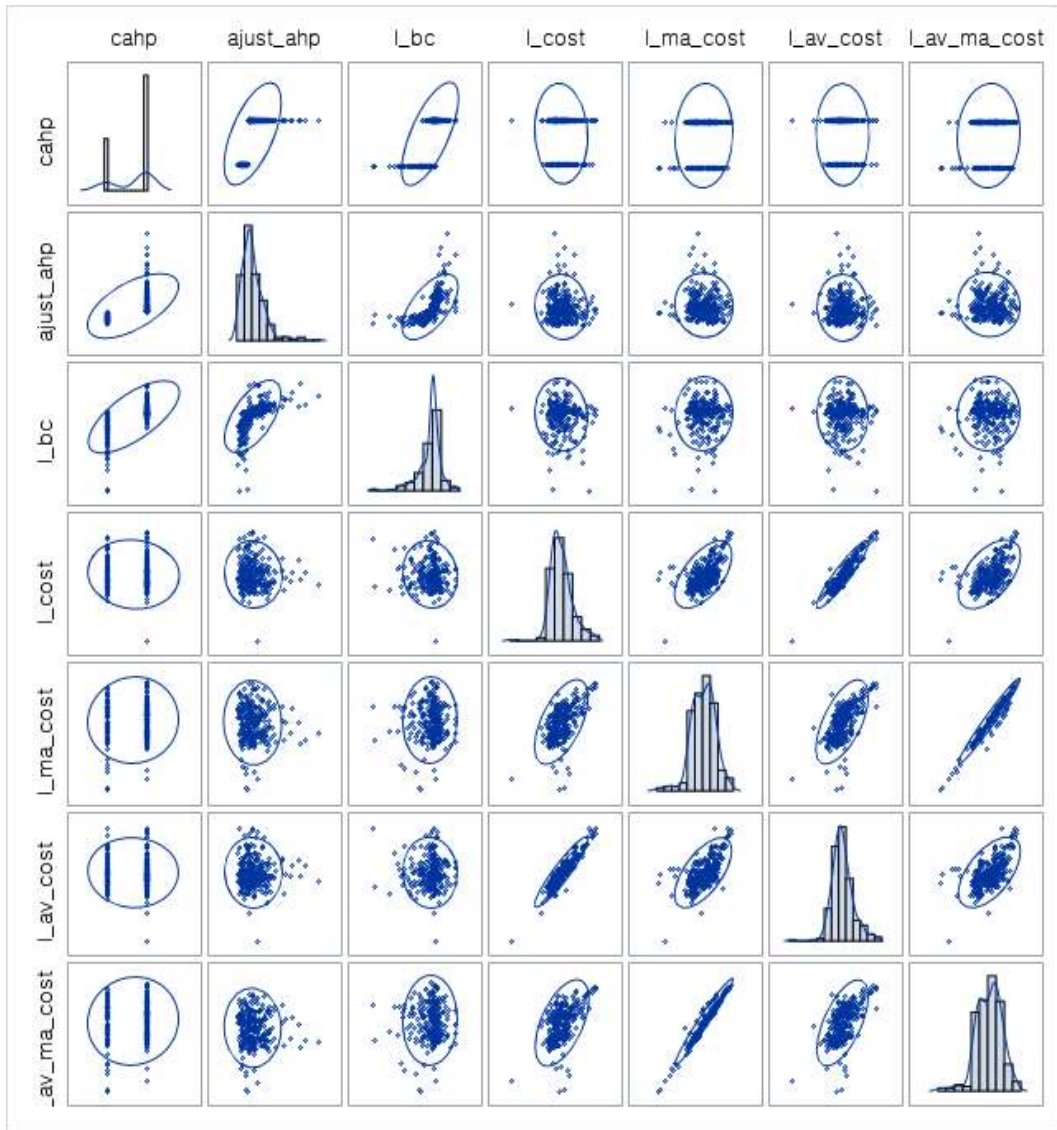 cahp ajust_ahp l_bc l_cost l_ma_cost l_av_cost l_av_ma_cost
cahp
ajust_ahp
l_bc
l_cost
l_ma_cost
l_av_cost
_av_ma_cost